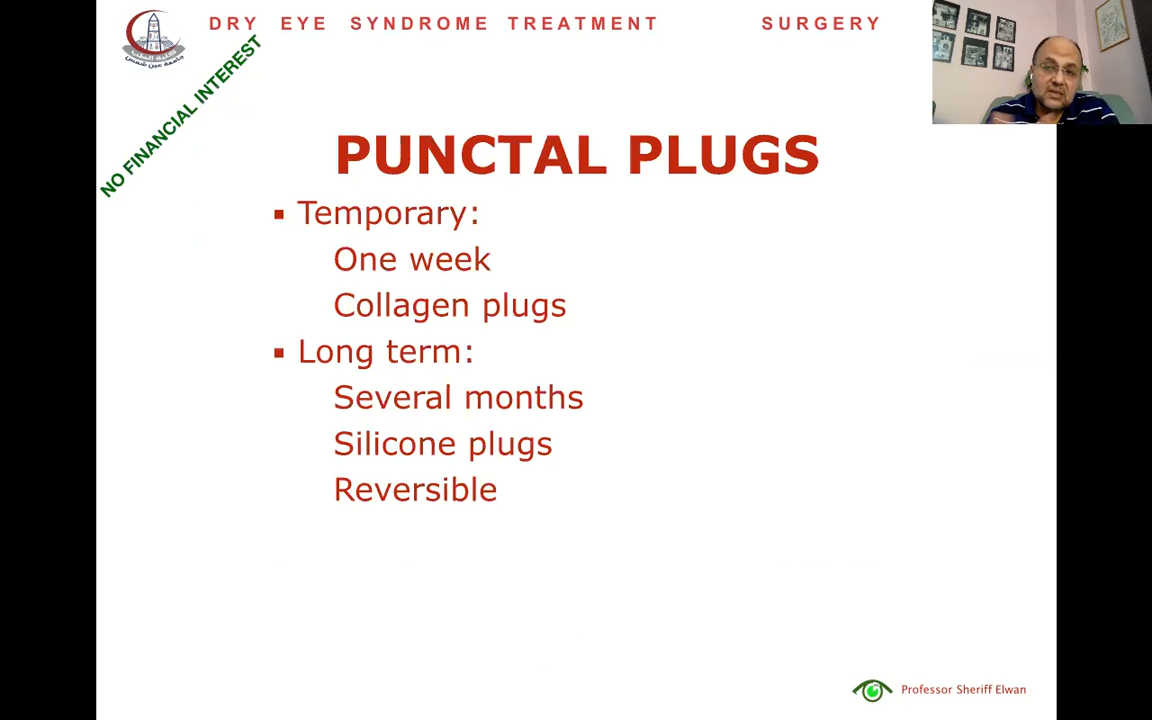 DRY EYE SYNDROME TREATMENT SURGERY
NO FINANCIAL INTEREST
PUNCTAL PLUGS
▪ Temporary:
One week
Collagen plugs
▪ Long term:
Several months
Silicone plugs
Reversible
Professor Sheriff Elwan